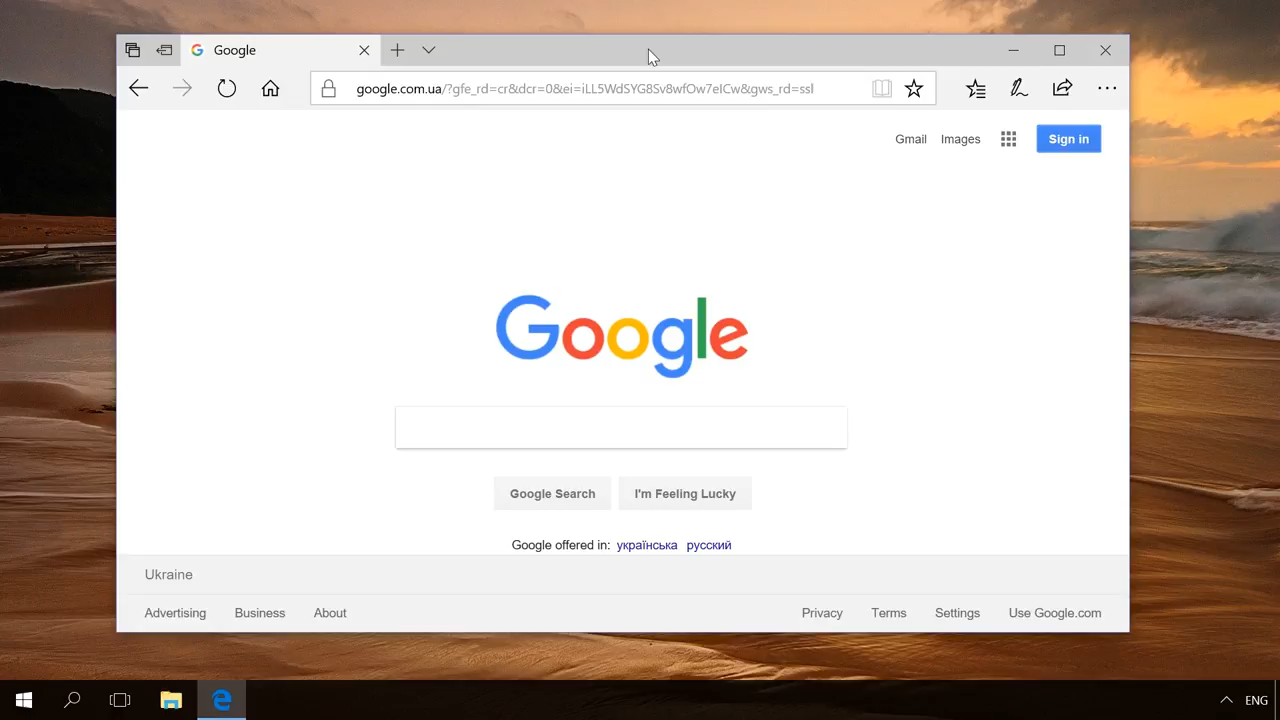 Google
google.com.ua/?gfe_rd=cr&dcr=0&ei=iLL5WdSYG8Sv8wfOw7eICw&gws_rd=ssl
Gmail Images Sign in
Google
Google Search I'm Feeling Lucky
Google offered in: українська русский
Ukraine
Advertising Business About Privacy Terms Settings Use Google.com
ENG